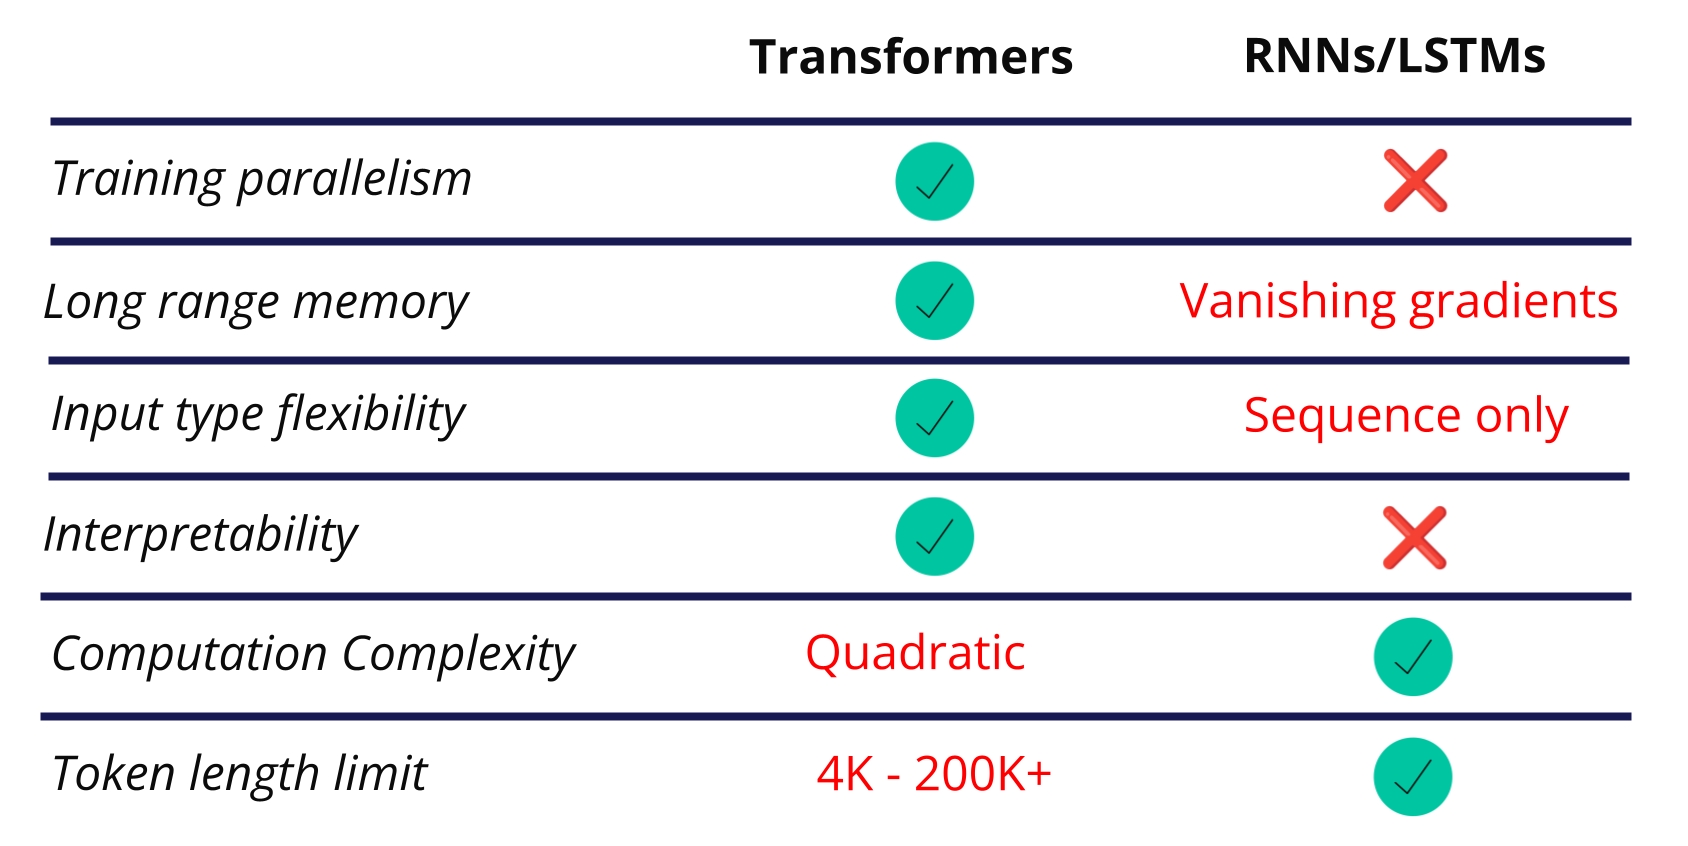 Transformers RNNs/LSTMs
Training parallelism
Long range memory Vanishing gradients
Input type flexibility Sequence only
Interpretability
Computation Complexity Quadratic
Token length limit 4K - 200K+